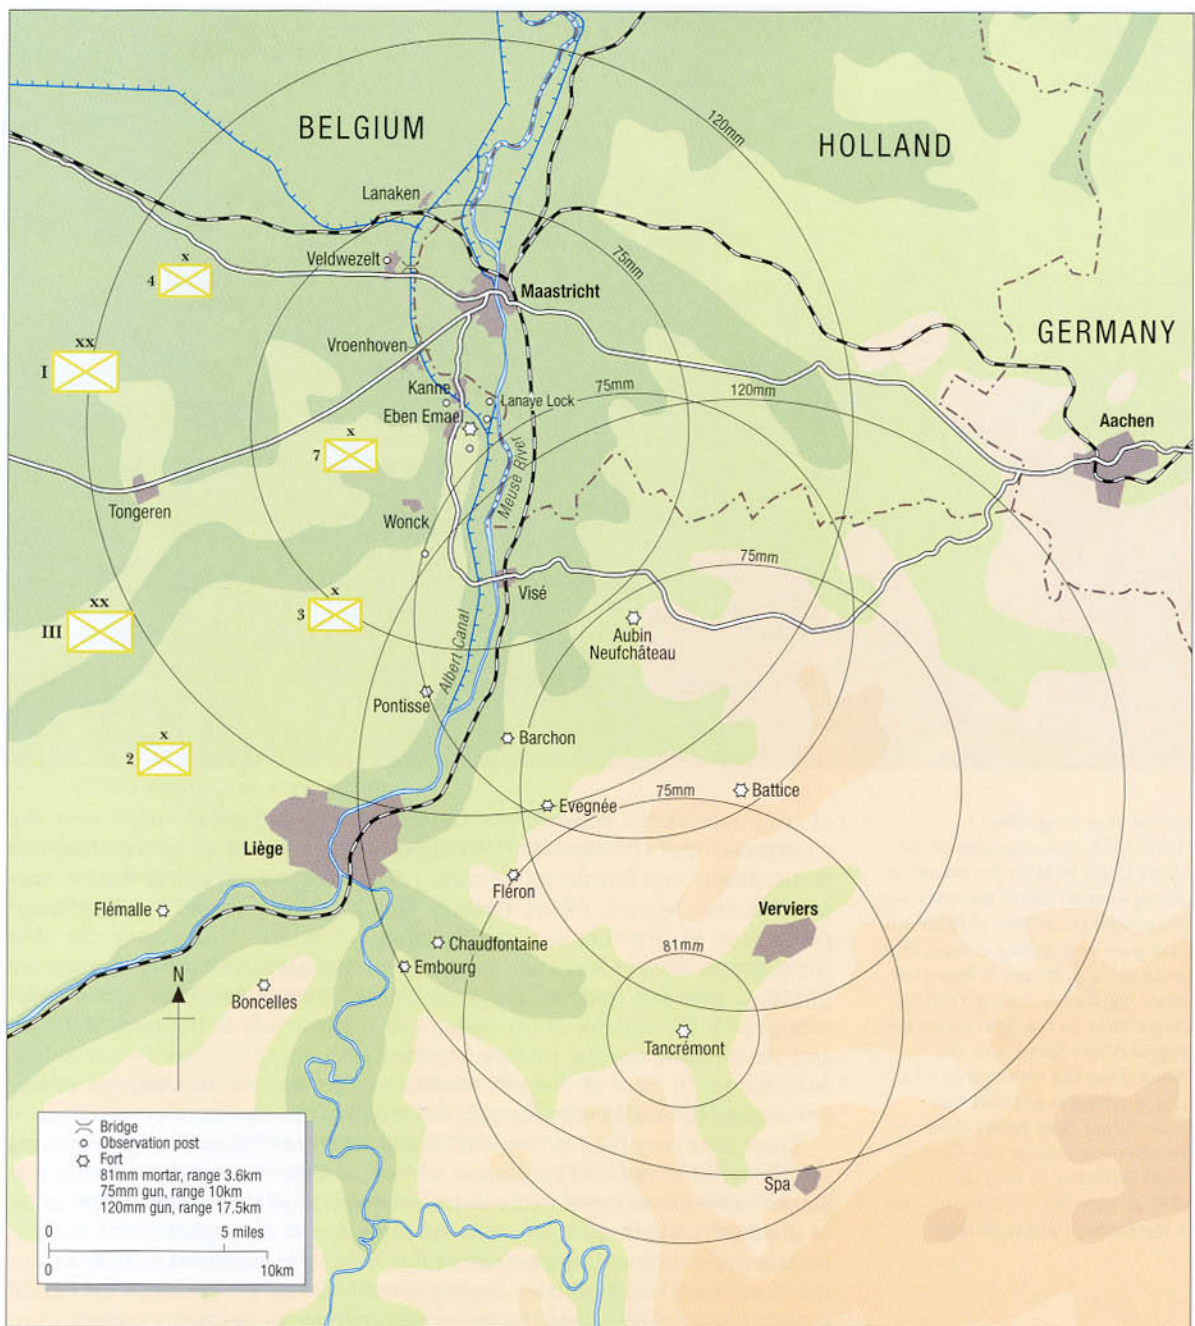 120mm
BELGIUM
HOLLAND
Lanaken
75mm
x
4
Veldwezelt
Maastricht
GERMANY
xx
I
Vroenhoven
75mm
120mm
Kanne
Lanaye Lock
Eben Emael
Aachen
x
7
Meuse River
Tongeren
Wonck
75mm
Visé
x
3
xx
III
Albert Canal
Aubin
Neufchâteau
Pontisse
Barchon
x
2
75mm
Battice
Evegnée
Liège
Fléron
Flémalle
Verviers
Chaudfontaine
81mm
Embourg
N
Boncelles
Tancrémont
Bridge
Observation post
Fort
81mm mortar, range 3.6km
75mm gun, range 10km
120mm gun, range 17.5km
0 5 miles
0 10km
Spa